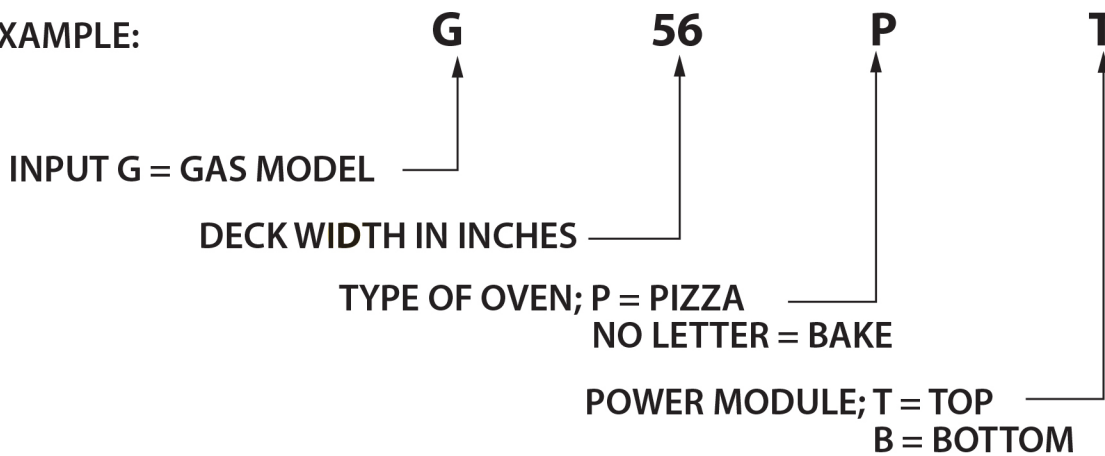 XAMPLE: G 56 P T
INPUT G = GAS MODEL
DECK WIDTH IN INCHES
TYPE OF OVEN; P = PIZZA
NO LETTER = BAKE
POWER MODULE; T = TOP
B = BOTTOM